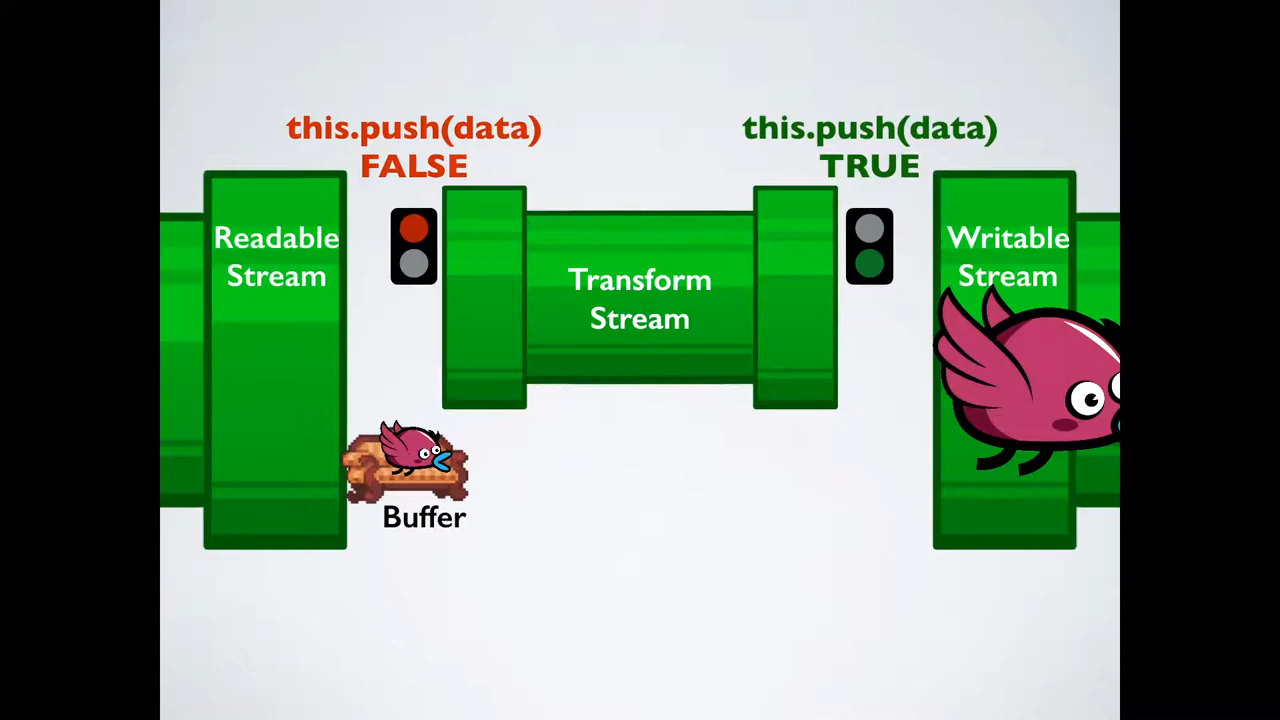 this.push(data)
FALSE
this.push(data)
TRUE
Readable
Stream
Transform
Stream
Writable
Stream
Buffer